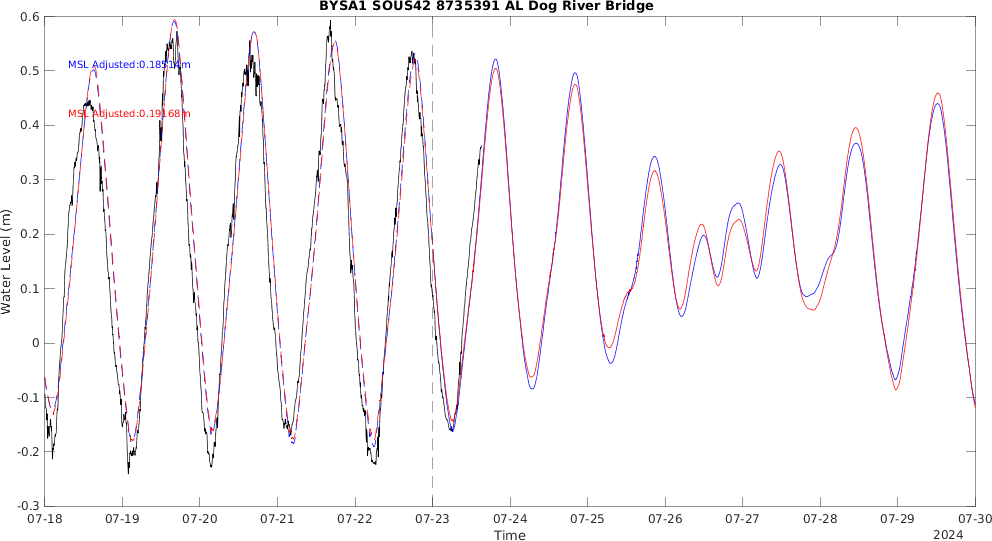 BYSA1 SOUS42 8735391 AL Dog River Bridge
0.6
0.5
0.4
0.3
0.2
0.1
0
-0.1
-0.2
-0.3
Water Level (m)
MSL Adjusted:0.18514m
MSL Adjusted:0.19168m
07-18 07-19 07-20 07-21 07-22 07-23 07-24 07-25 07-26 07-27 07-28 07-29 07-30
Time
2024